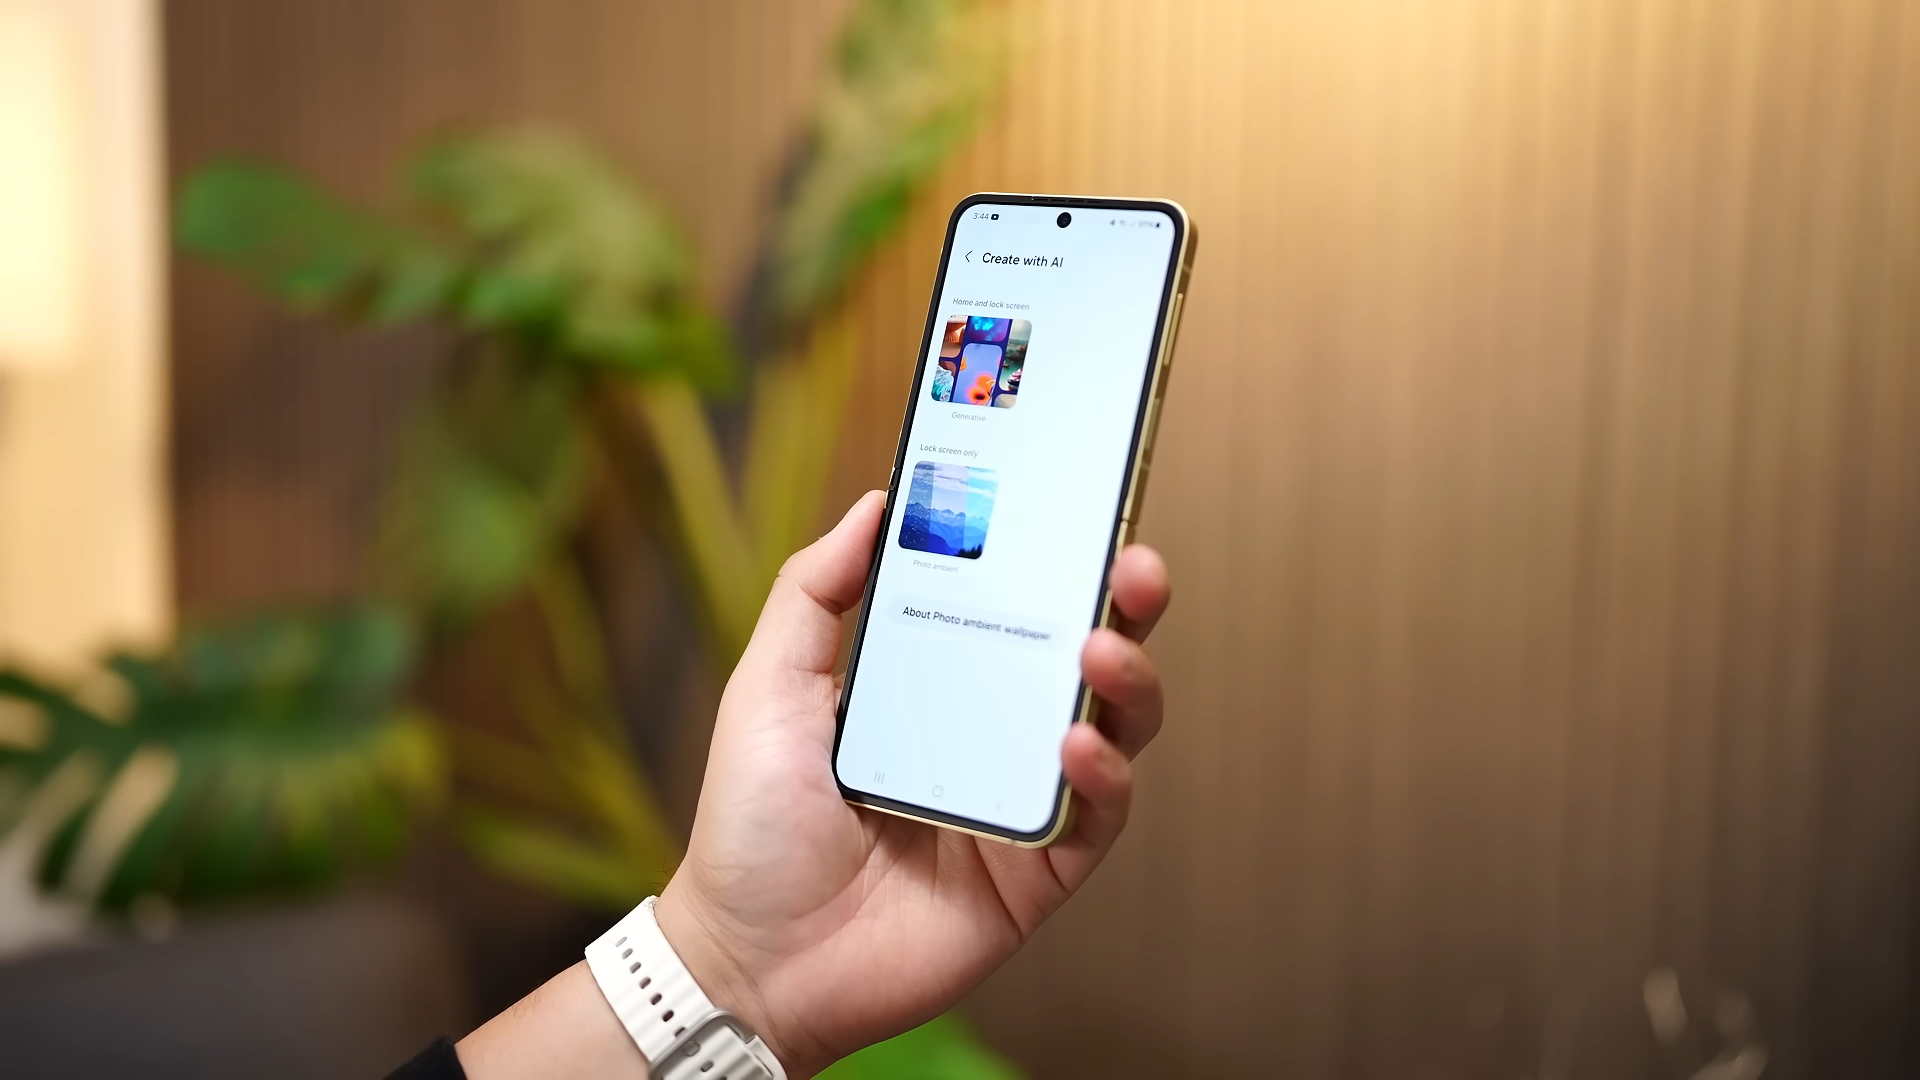 3:44
Create with AI
Home and lock screen
Generative
Lock screen only
Photo ambient
About Photo ambient wallpaper